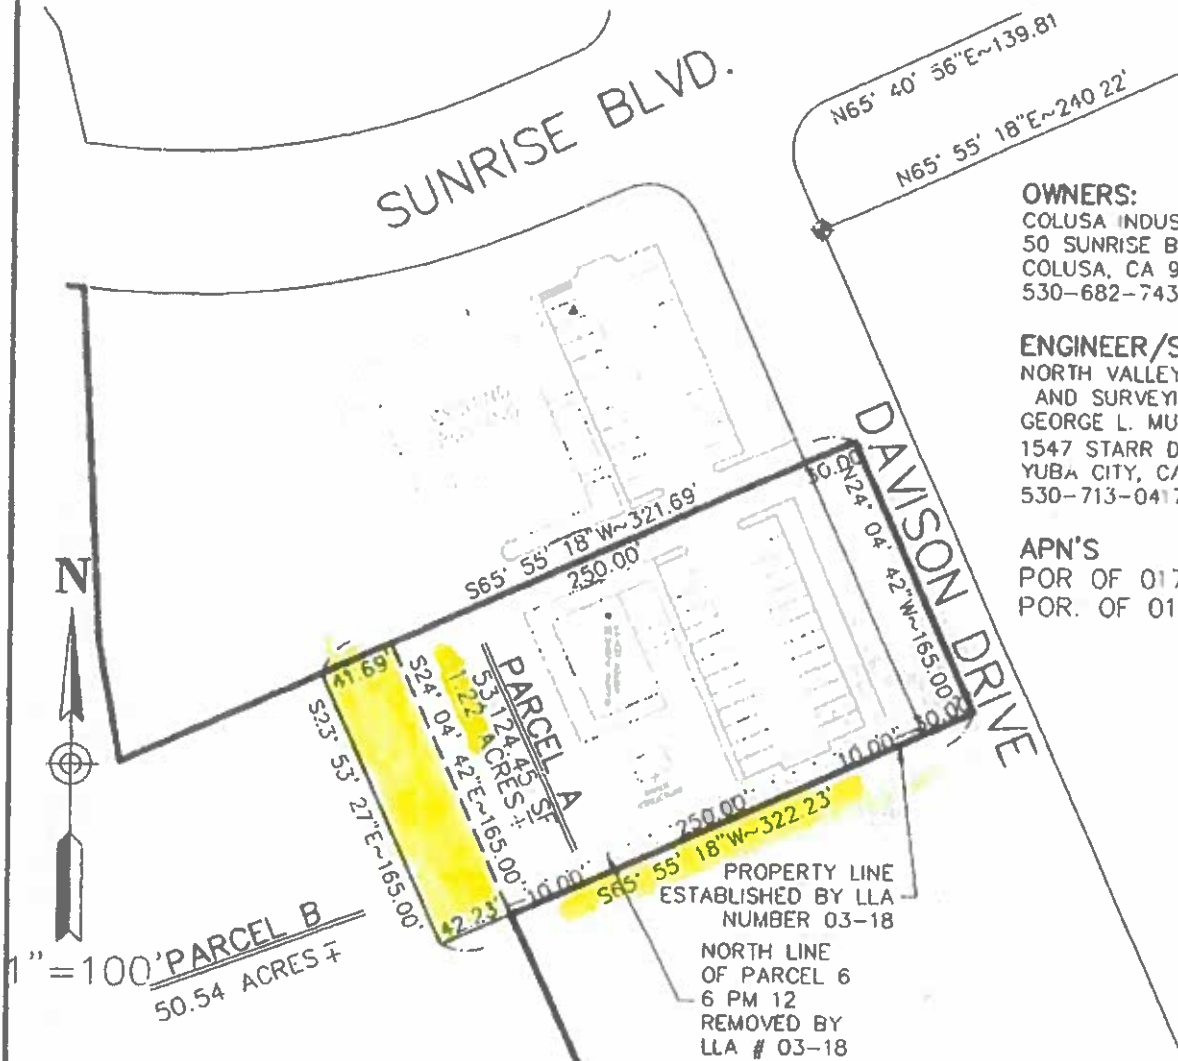 SUNRISE BLVD.
N65° 40' 56"E~139.81
N65° 55' 18"E~240.22'
OWNERS:
COLUSA INDUS
50 SUNRISE B
COLUSA, CA 9
530-682-743
ENGINEER/S
NORTH VALLEY
AND SURVEYI
GEORGE L. MU
1547 STARR D
YUBA CITY, CA
530-713-0417
APN'S
POR OF 017
POR. OF 01
DAVISON DRIVE
30.00'
N24° 04' 42"W~165.00'
S65° 55' 18"W~321.69'
250.00'
N
41.69'
S24° 04' 42"E~165.00'
S23° 53' 27"E~165.00'
PARCEL A
53,124.45 SF
1.22 ACRES±
30.00'
10.00'
250.00'
S65° 55' 18"W~322.23'
10.00'
42.23'
PROPERTY LINE
ESTABLISHED BY LLA
NUMBER 03-18
NORTH LINE
OF PARCEL 6
6 PM 12
REMOVED BY
LLA # 03-18
PARCEL B
50.54 ACRES∓
1"=100'